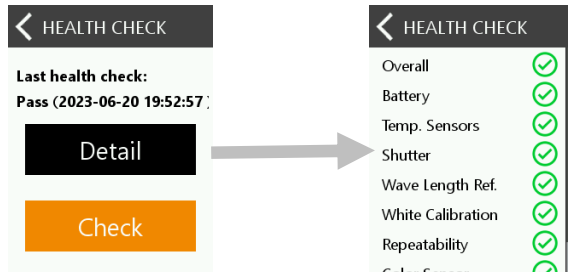 HEALTH CHECK
Last health check:
Pass (2023-06-20 19:52:57 )
Detail
Check
HEALTH CHECK
Overall
Battery
Temp. Sensors
Shutter
Wave Length Ref.
White Calibration
Repeatability